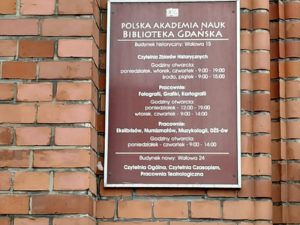 POLSKA AKADEMIA NAUK
BIBLIOTEKA GDAŃSKA
Budynek historyczny: Wałowa 15
Czytelnia Zbiorów Historycznych
Godziny otwarcia:
poniedziałek, wtorek, czwartek - 9:00 - 19:00
środa, piątek - 9:00 - 15:00
Pracownie:
Fotografii, Grafiki, Kartografii
Godziny otwarcia:
poniedziałek - 12:00 - 19:00
wtorek, czwartek - 9:00 - 14:00
Pracownie:
Ekslibrisów, Numizmatów, Muzykologii, DŻS-ów
Godziny otwarcia:
poniedziałek - czwartek - 9:00 - 14:00
Budynek nowy: Wałowa 24
Czytelnia Ogólna, Czytelnia Czasopism,
Pracownia Teatrologiczna